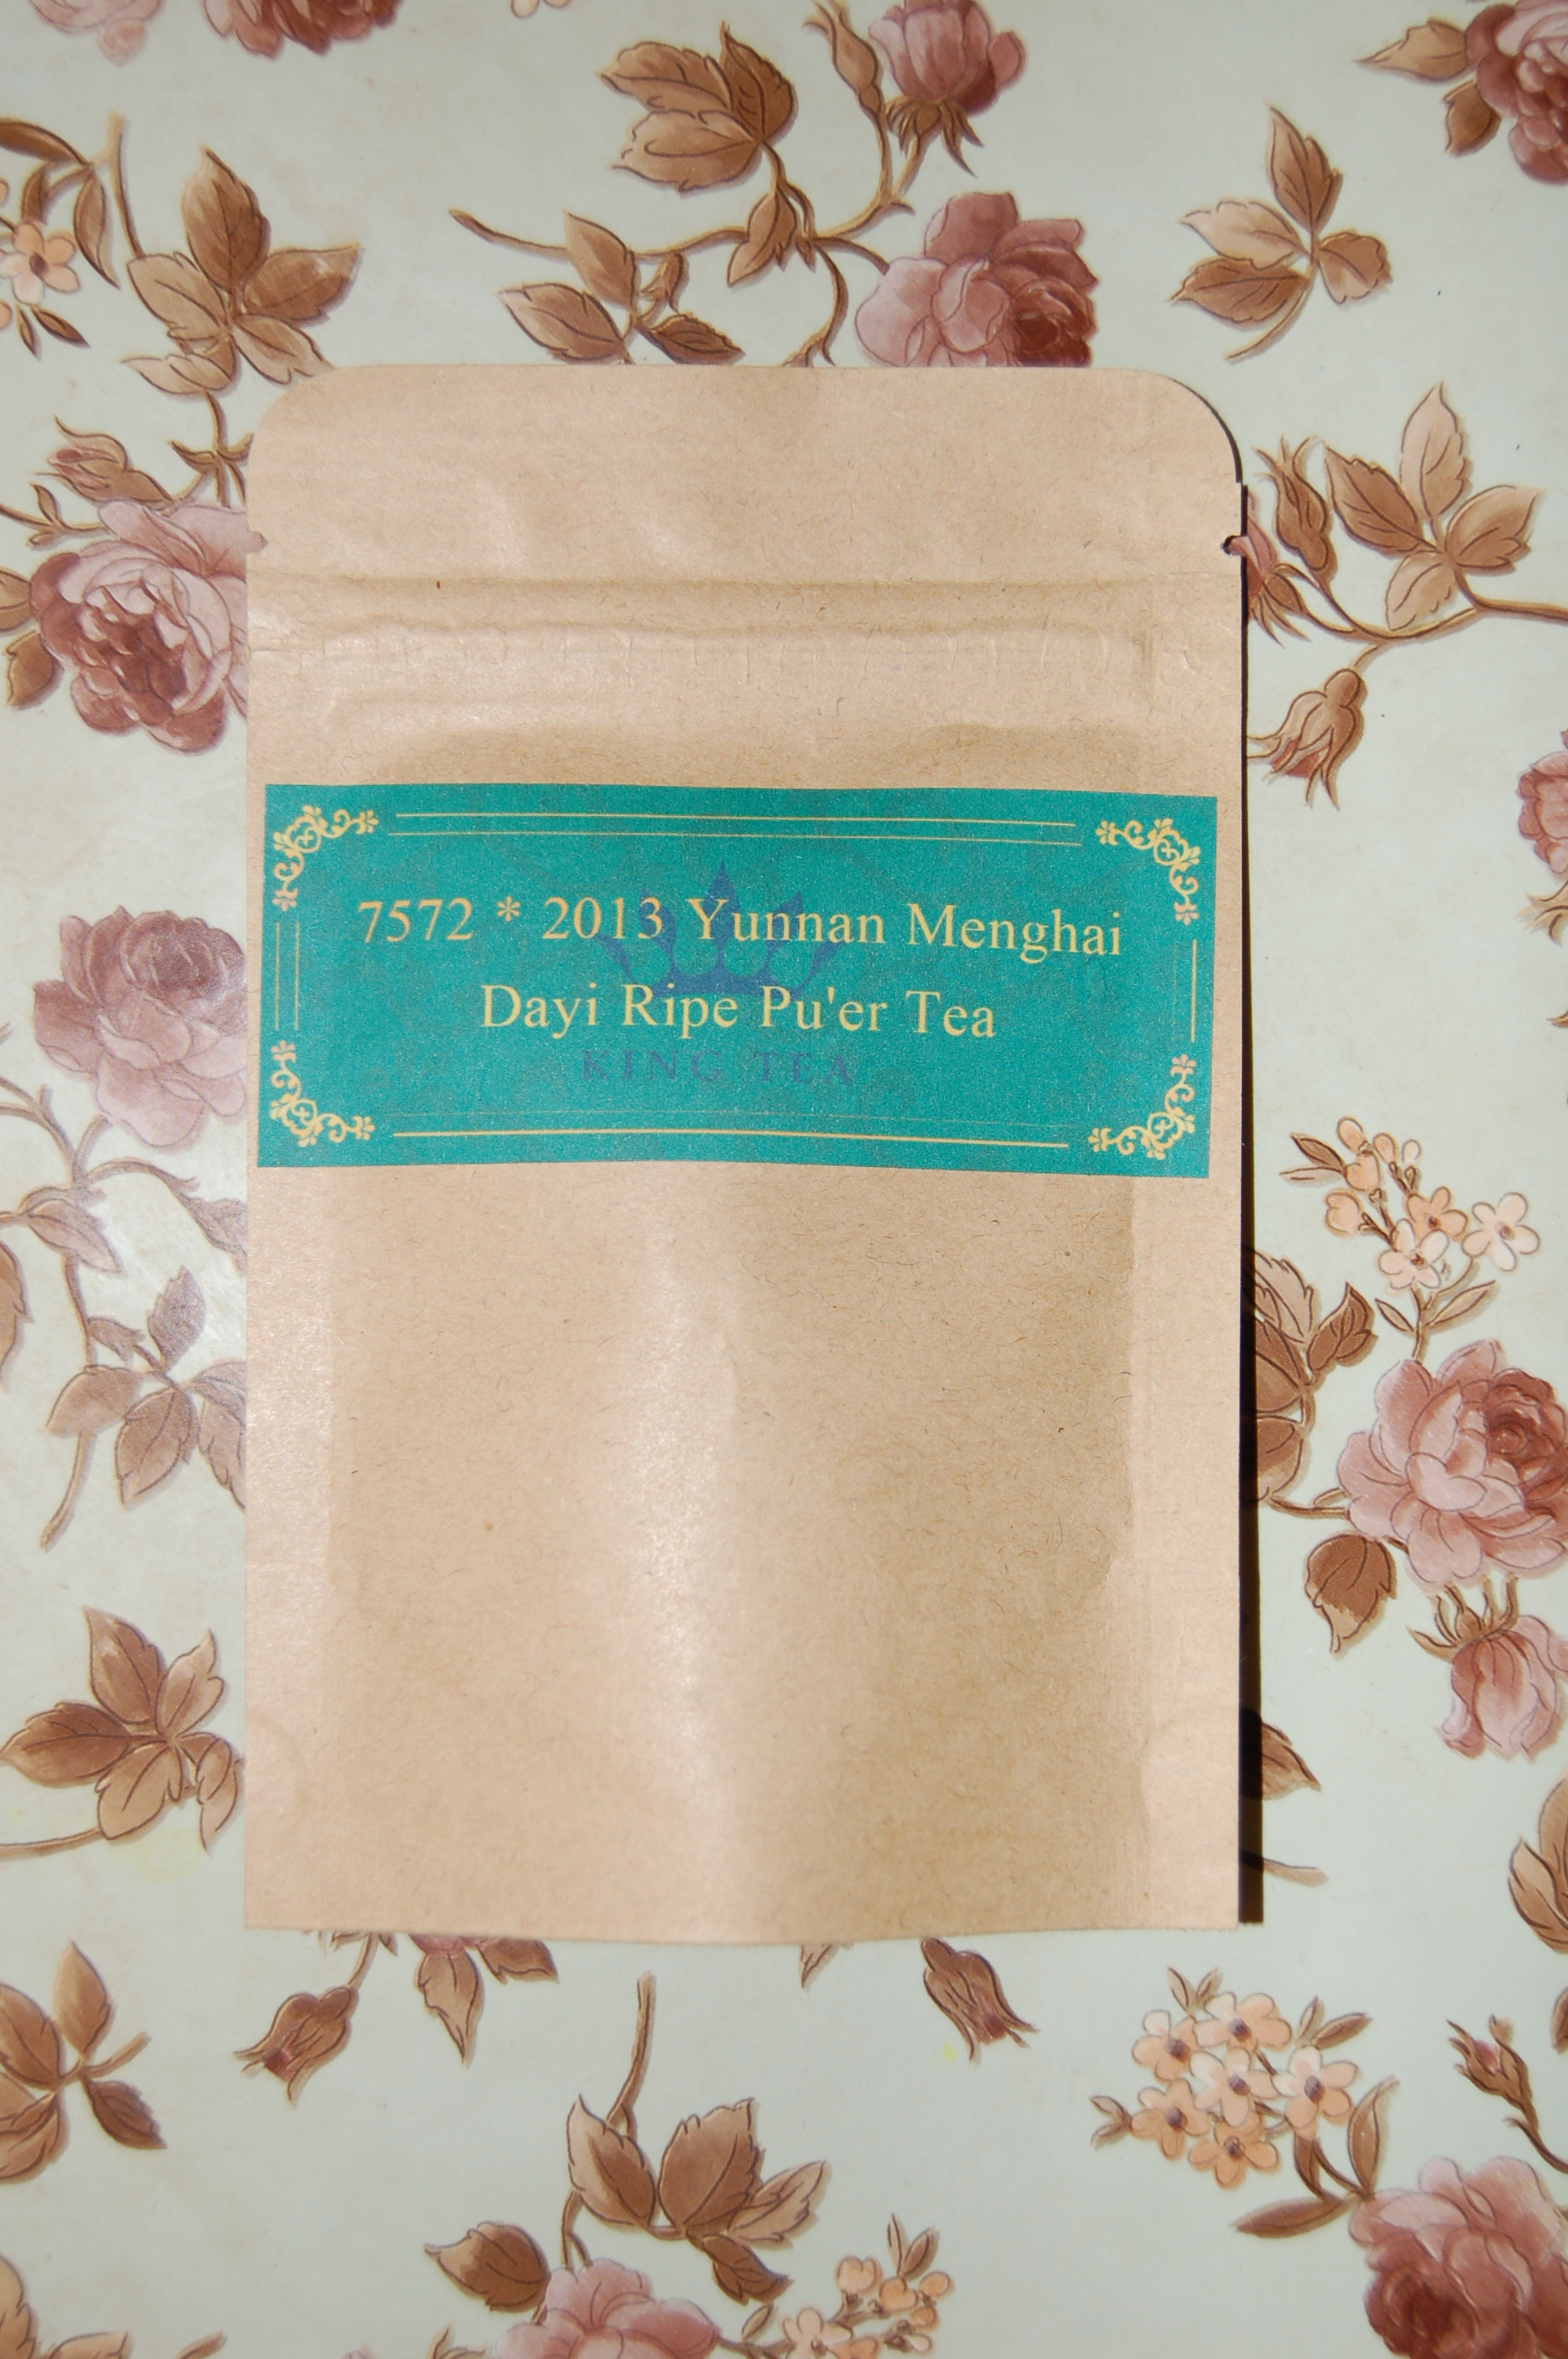 7572 * 2013 Yunnan Menghai
Dayi Ripe Pu'er Tea
KING TEA